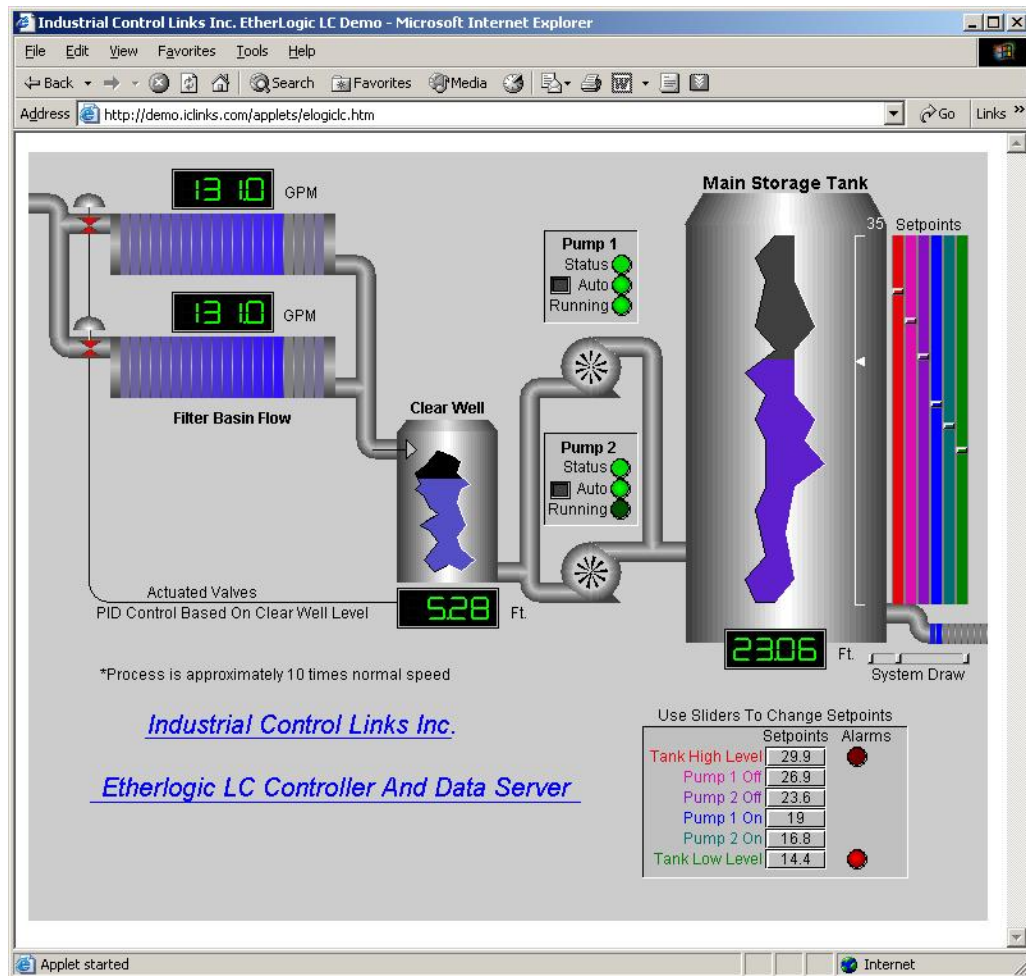 Industrial Control Links Inc. EtherLogic LC Demo - Microsoft Internet Explorer
File Edit View Favorites Tools Help
Back Search Favorites Media
Address http://demo.iclinks.com/applets/elogiclc.htm Go Links »
131.0 GPM
Main Storage Tank
35 Setpoints
Pump 1
Status
Auto
Running
131.0 GPM
Filter Basin Flow
Clear Well
Pump 2
Status
Auto
Running
Actuated Valves
PID Control Based On Clear Well Level
5.28 Ft.
23.06 Ft.
System Draw
*Process is approximately 10 times normal speed
Industrial Control Links Inc.
Etherlogic LC Controller And Data Server
Use Sliders To Change Setpoints
Setpoints Alarms
Tank High Level 29.9
Pump 1 Off 26.9
Pump 2 Off 23.6
Pump 1 On 19
Pump 2 On 16.8
Tank Low Level 14.4
Applet started Internet